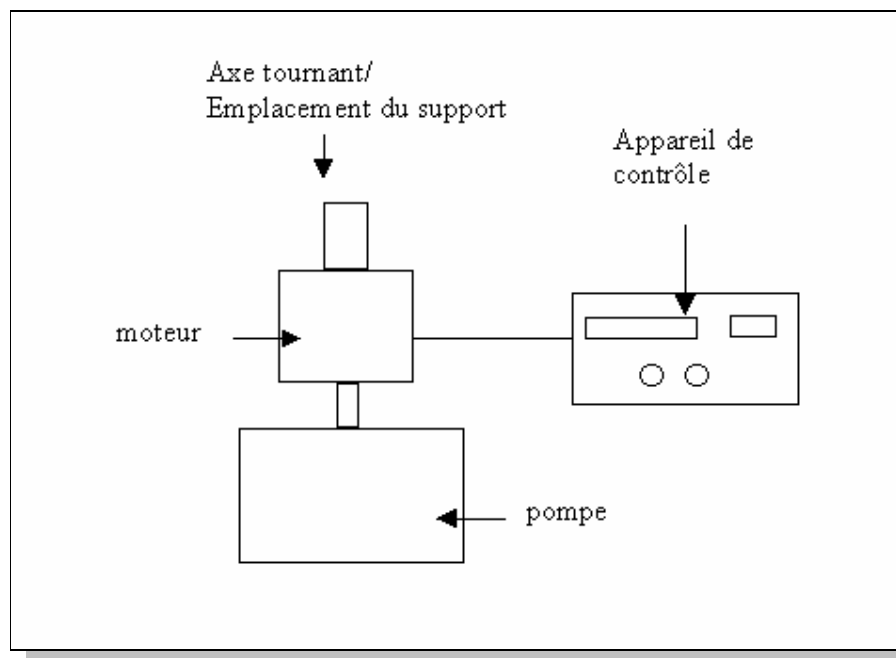 Axe tournant/
Emplacement du support
Appareil de
contrôle
moteur
pompe